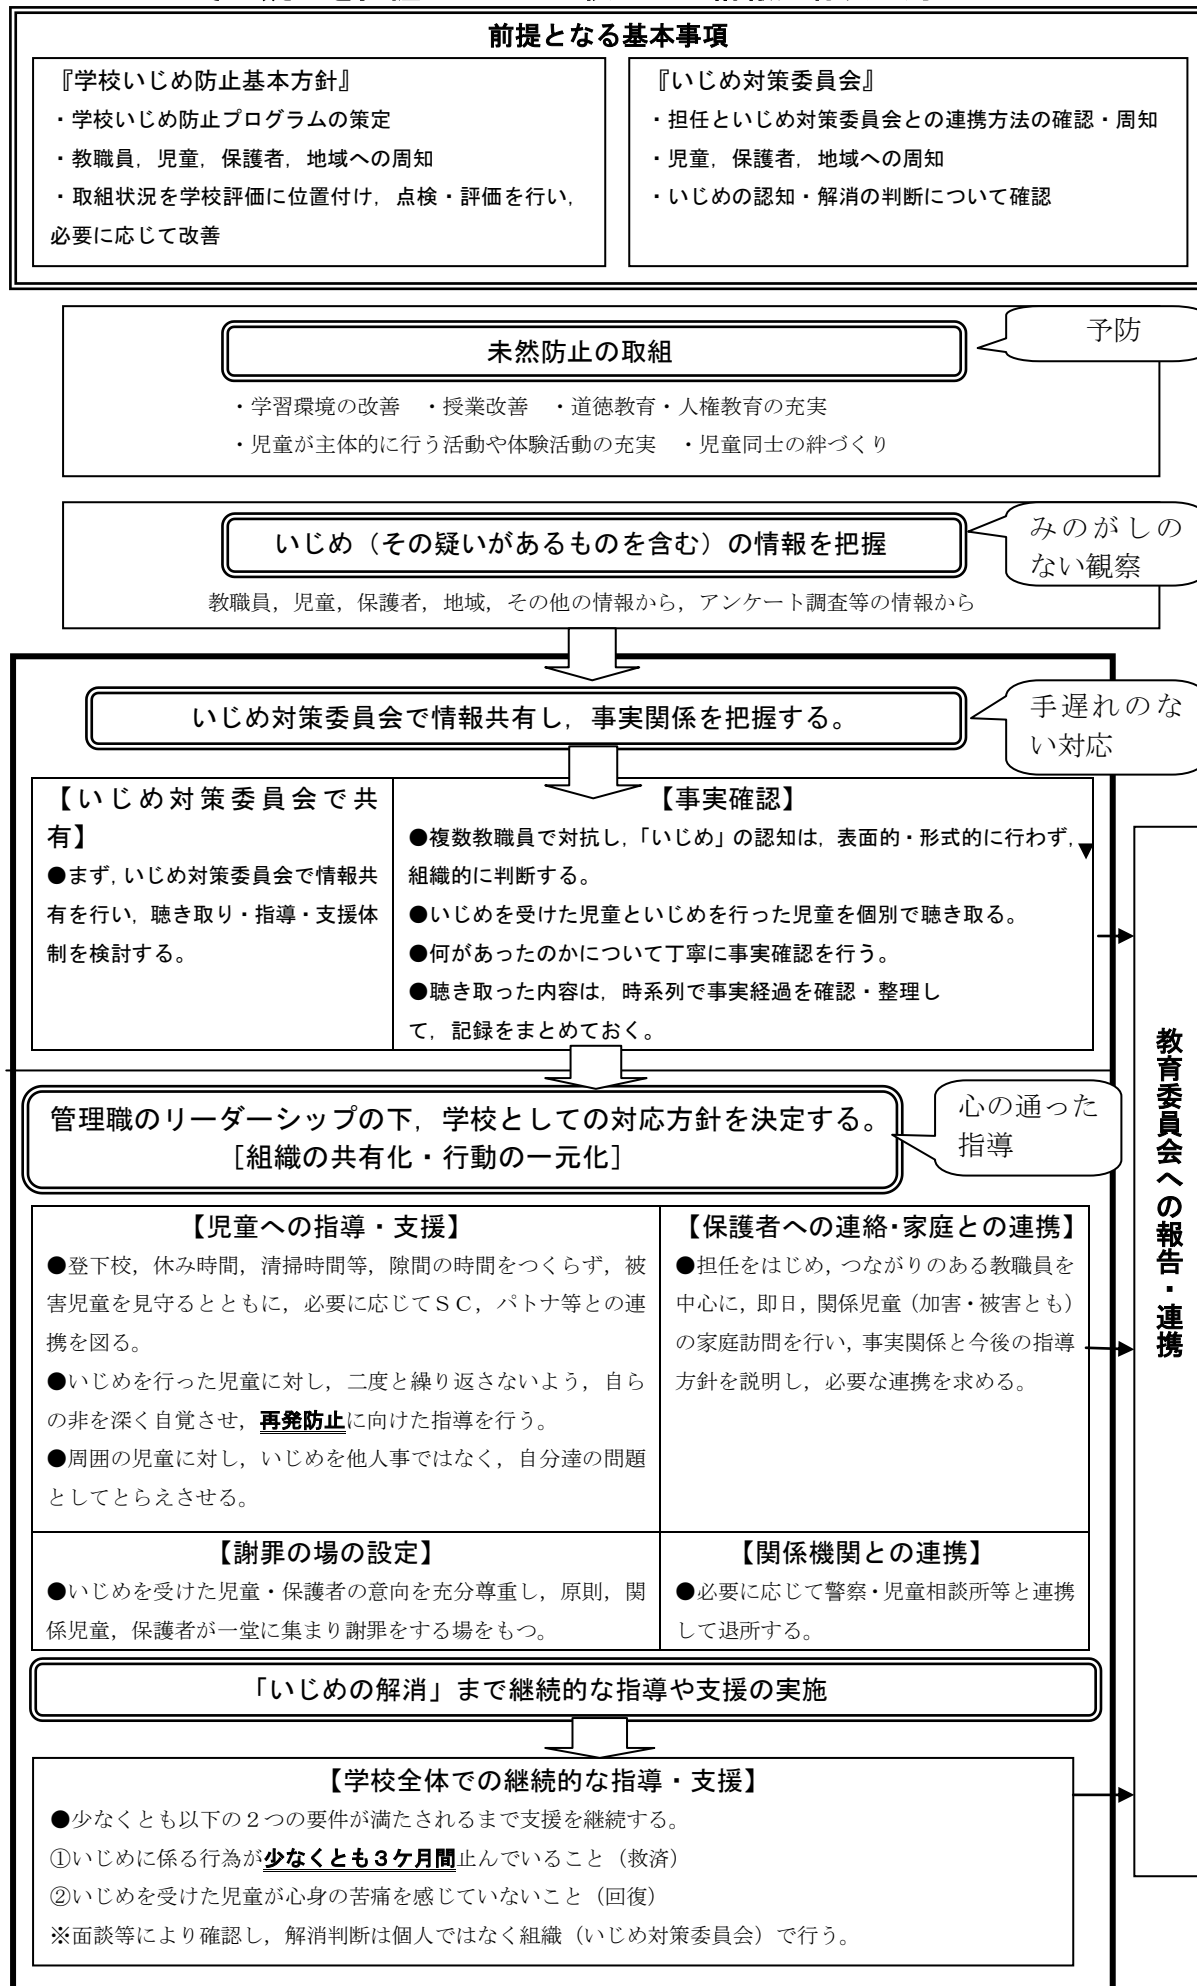 前提となる基本事項
『学校いじめ防止基本方針』
・学校いじめ防止プログラムの策定
・教職員，児童，保護者，地域への周知
・取組状況を学校評価に位置付け，点検・評価を行い，
必要に応じて改善
『いじめ対策委員会』
・担任といじめ対策委員会との連携方法の確認・周知
・児童，保護者，地域への周知
・いじめの認知・解消の判断について確認
未然防止の取組
予防
・学習環境の改善　・授業改善　・道徳教育・人権教育の充実
・児童が主体的に行う活動や体験活動の充実　・児童同士の絆づくり
いじめ（その疑いがあるものを含む）の情報を把握
みのがしの
ない観察
教職員，児童，保護者，地域，その他の情報から，アンケート調査等の情報から
いじめ対策委員会で情報共有し，事実関係を把握する。
手遅れのな
い対応
【いじめ対策委員会で共
有】
●まず，いじめ対策委員会で情報共
有を行い，聴き取り・指導・支援体
制を検討する。
【事実確認】
●複数教職員で対抗し，「いじめ」の認知は，表面的・形式的に行わず，
組織的に判断する。
●いじめを受けた児童といじめを行った児童を個別で聴き取る。
●何があったのかについて丁寧に事実確認を行う。
●聴き取った内容は，時系列で事実経過を確認・整理し
て，記録をまとめておく。
管理職のリーダーシップの下，学校としての対応方針を決定する。
［組織の共有化・行動の一元化］
心の通った
指導
【児童への指導・支援】
●登下校，休み時間，清掃時間等，隙間の時間をつくらず，被
害児童を見守るとともに，必要に応じてＳＣ，パトナ等との連
携を図る。
●いじめを行った児童に対し，二度と繰り返さないよう，自ら
の非を深く自覚させ，再発防止に向けた指導を行う。
●周囲の児童に対し，いじめを他人事ではなく，自分達の問題
としてとらえさせる。
【保護者への連絡・家庭との連携】
●担任をはじめ，つながりのある教職員を
中心に，即日，関係児童（加害・被害とも）
の家庭訪問を行い，事実関係と今後の指導
方針を説明し，必要な連携を求める。
【謝罪の場の設定】
●いじめを受けた児童・保護者の意向を充分尊重し，原則，関
係児童，保護者が一堂に集まり謝罪をする場をもつ。
【関係機関との連携】
●必要に応じて警察・児童相談所等と連携
して退所する。
「いじめの解消」まで継続的な指導や支援の実施
【学校全体での継続的な指導・支援】
●少なくとも以下の２つの要件が満たされるまで支援を継続する。
①いじめに係る行為が少なくとも３ケ月間止んでいること（救済）
②いじめを受けた児童が心身の苦痛を感じていないこと（回復）
※面談等により確認し，解消判断は個人ではなく組織（いじめ対策委員会）で行う。
教育委員会への報告・連携